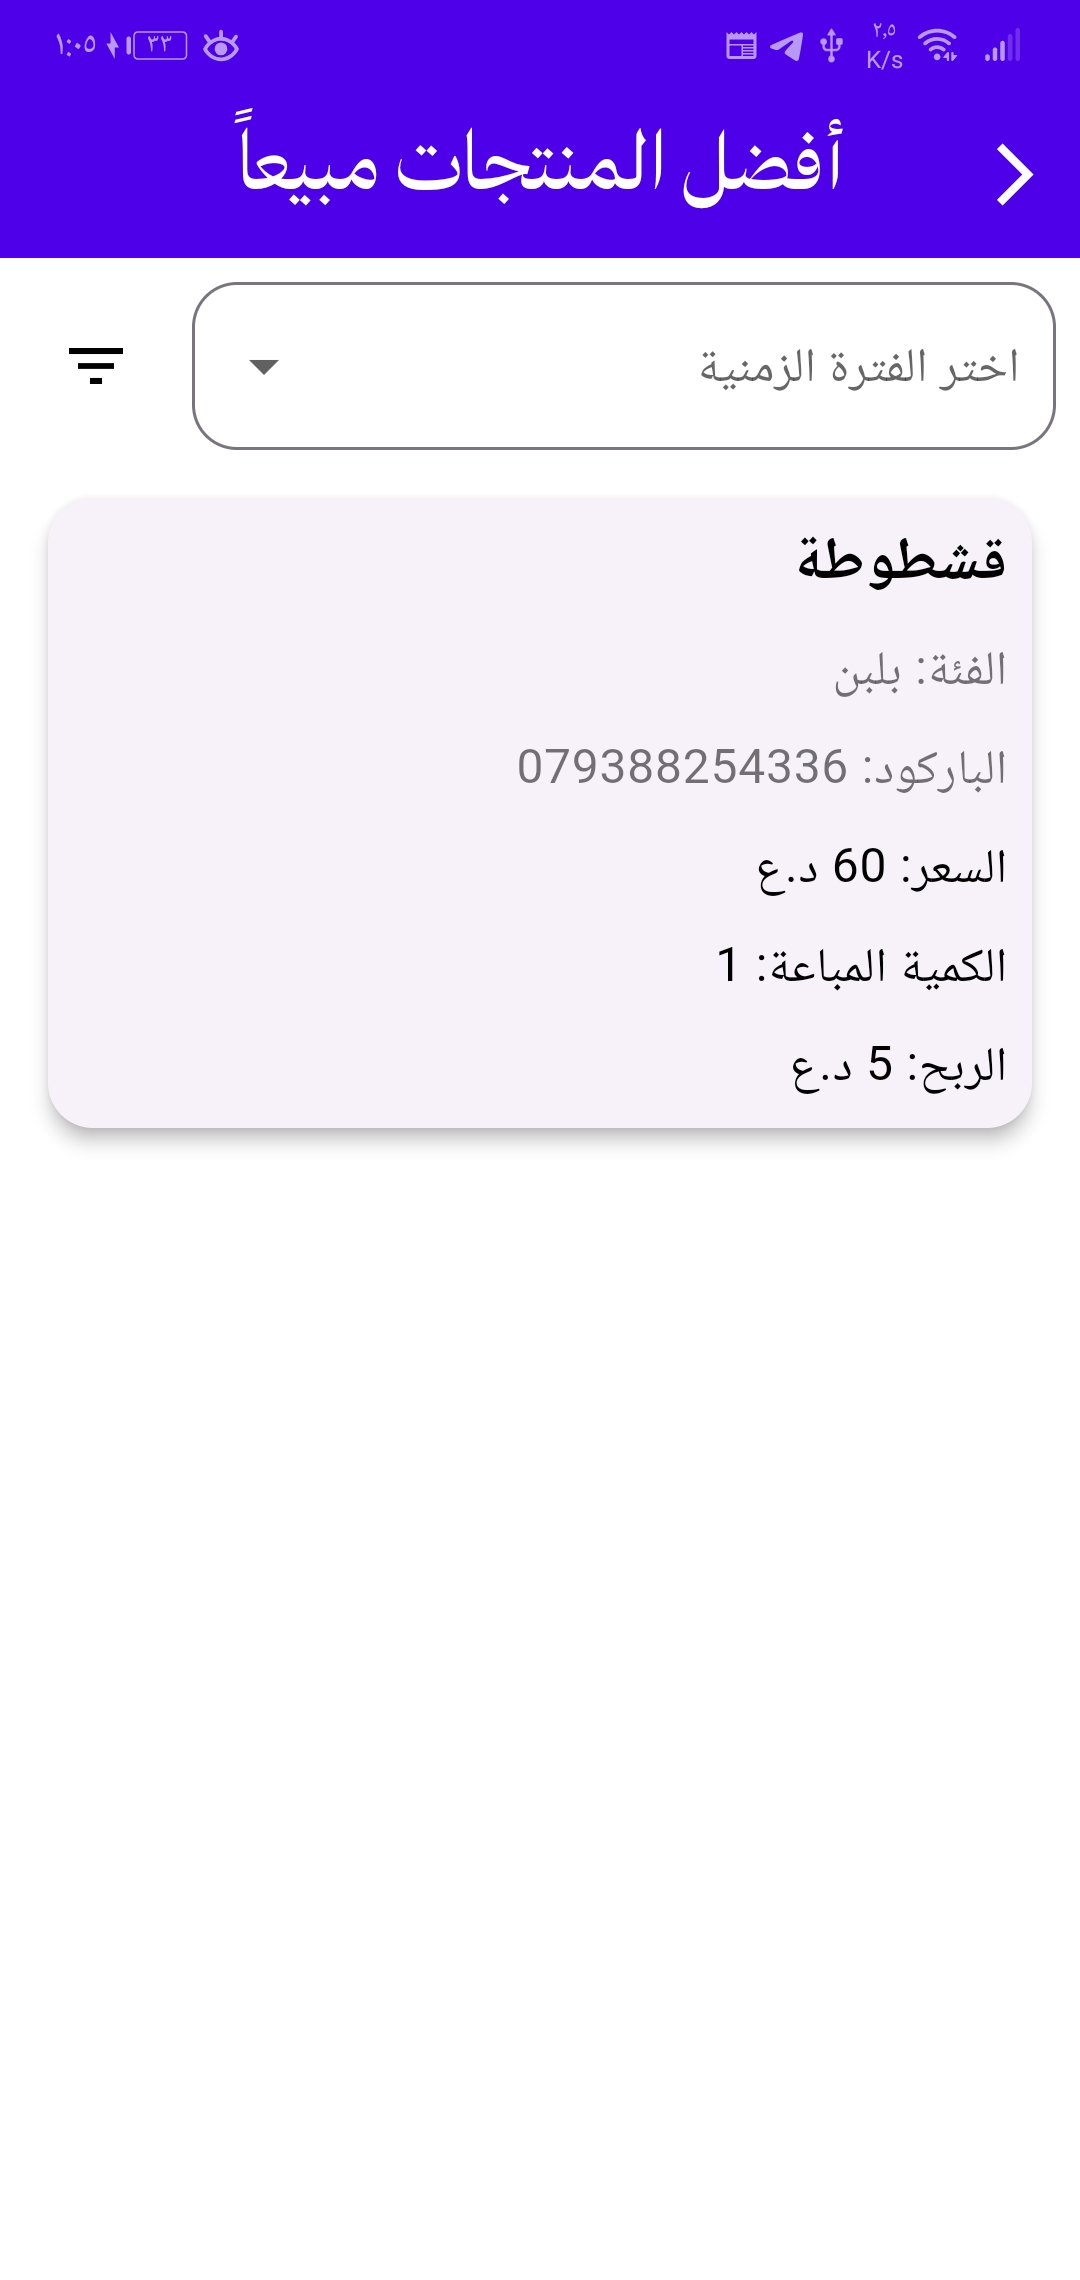 ١:٠٥ ٣٣ ٢,٥ K/s
أفضل المنتجات مبيعاً
اختر الفترة الزمنية
قشطوطة
الفئة: بلبن
الباركود: 079388254336
السعر: 60 د.ع
الكمية المباعة: 1
الربح: 5 د.ع